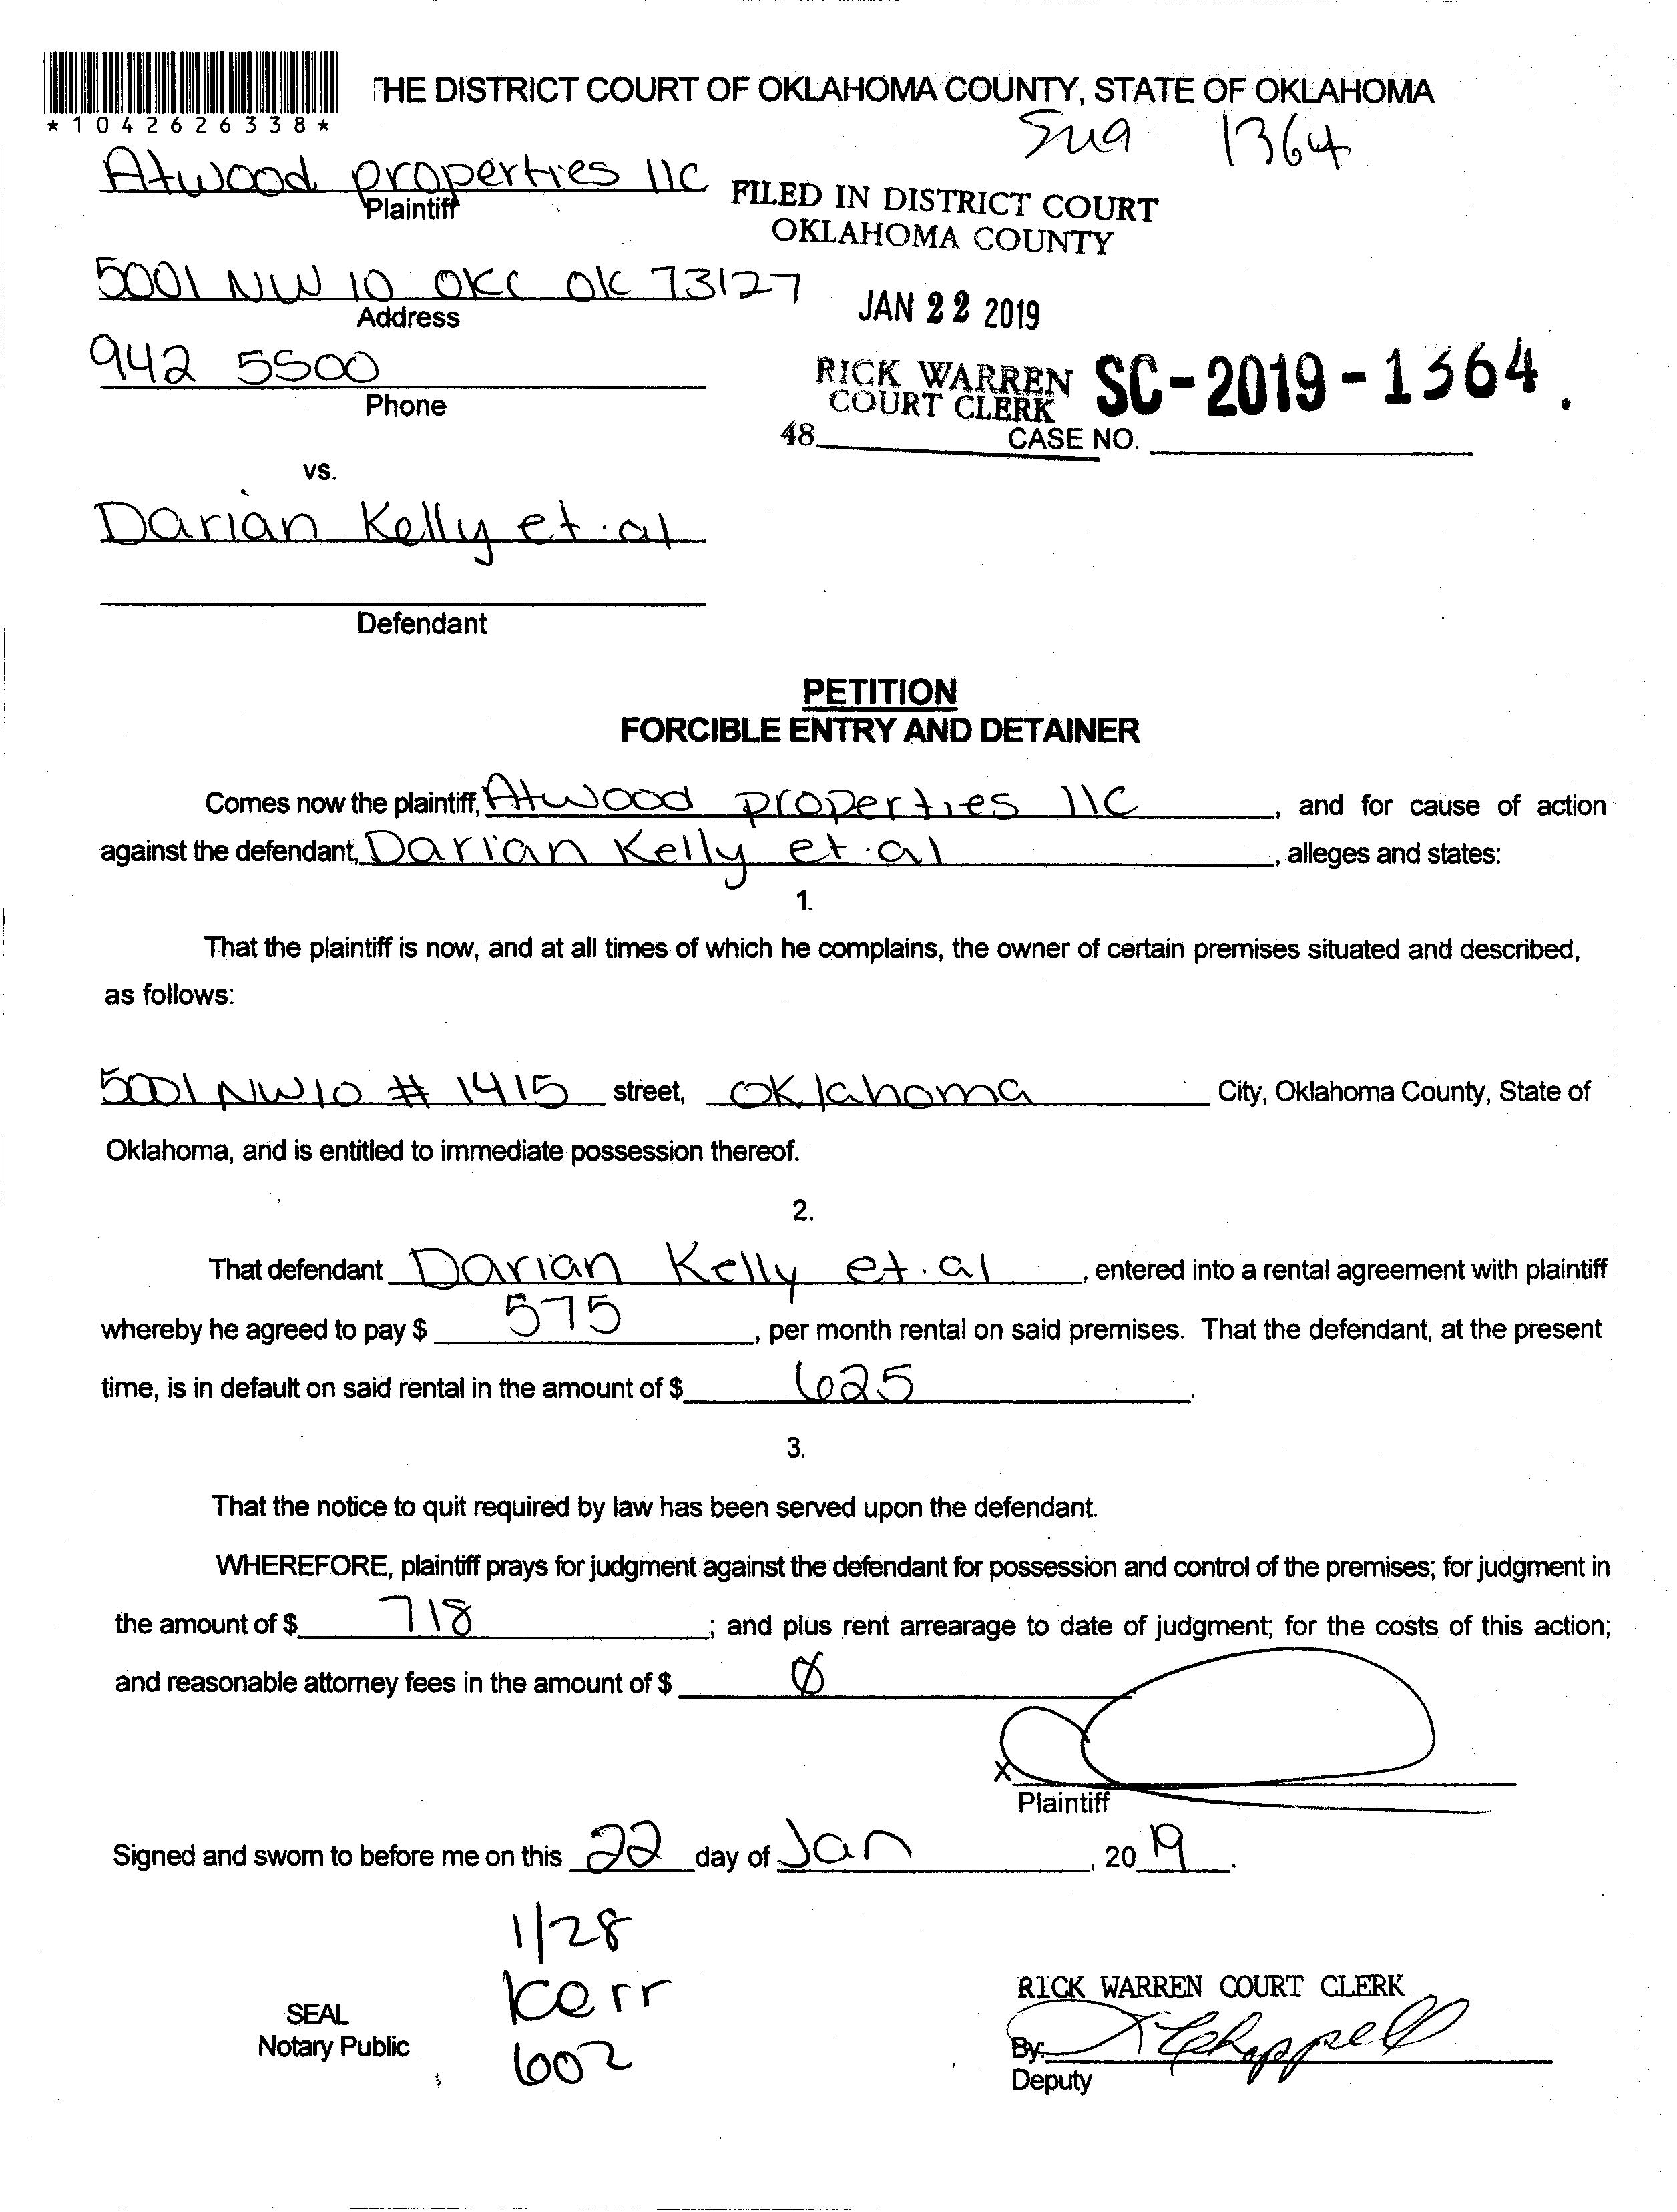 THE DISTRICT COURT OF OKLAHOMA COUNTY, STATE OF OKLAHOMA
*1042626338*
1364
Atwood properties llc
Plaintiff
FILED IN DISTRICT COURT
OKLAHOMA COUNTY
5001 NW 10 OKC OK 73127
Address
JAN 22 2019
942 5500
Phone
RICK WARREN
COURT CLERK
SC-2019-1364
48
CASE NO.
vs.
Darian Kelly et.al
Defendant
PETITION
FORCIBLE ENTRY AND DETAINER
Comes now the plaintiff, Atwood properties llc, and for cause of action
against the defendant, Darian Kelly et.al, alleges and states:
1.
That the plaintiff is now, and at all times of which he complains, the owner of certain premises situated and described,
as follows:
5001 NW10 # 1415 street, Oklahoma City, Oklahoma County, State of
Oklahoma, and is entitled to immediate possession thereof.
2.
That defendant Darian Kelly et.al, entered into a rental agreement with plaintiff
whereby he agreed to pay $ 575, per month rental on said premises. That the defendant, at the present
time, is in default on said rental in the amount of $ 625.
3.
That the notice to quit required by law has been served upon the defendant.
WHEREFORE, plaintiff prays for judgment against the defendant for possession and control of the premises; for judgment in
the amount of $ 718; and plus rent arrearage to date of judgment; for the costs of this action;
and reasonable attorney fees in the amount of $ 0
X
Plaintiff
Signed and sworn to before me on this 22 day of Jan, 20 19.
1/28
Kerr
602
SEAL
Notary Public
RICK WARREN COURT CLERK
By: Chappell
Deputy